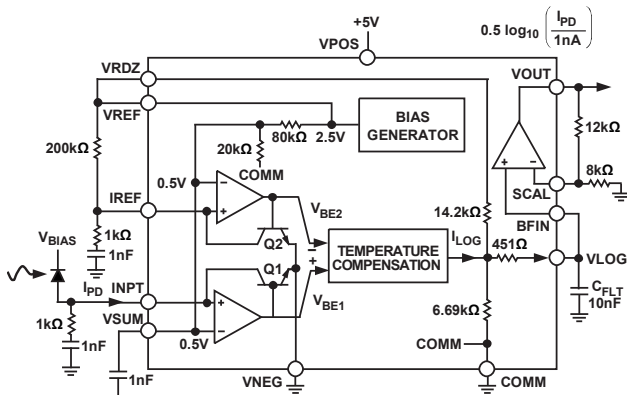 +5V
0.5 log10 (IPD/1nA)
VPOS
VRDZ
VOUT
VREF
BIAS
GENERATOR
80kΩ
2.5V
20kΩ
200kΩ
COMM
12kΩ
8kΩ
0.5V
SCAL
IREF
VBE2
14.2kΩ
BFIN
1kΩ
1nF
Q2
VBIAS
TEMPERATURE
COMPENSATION
ILOG
451Ω
VLOG
Q1
IPD
INPT
VBE1
CFLT
10nF
6.69kΩ
1kΩ
VSUM
0.5V
COMM
1nF
1nF
VNEG
COMM
+
–
+
–
–
+
–
+
+
–